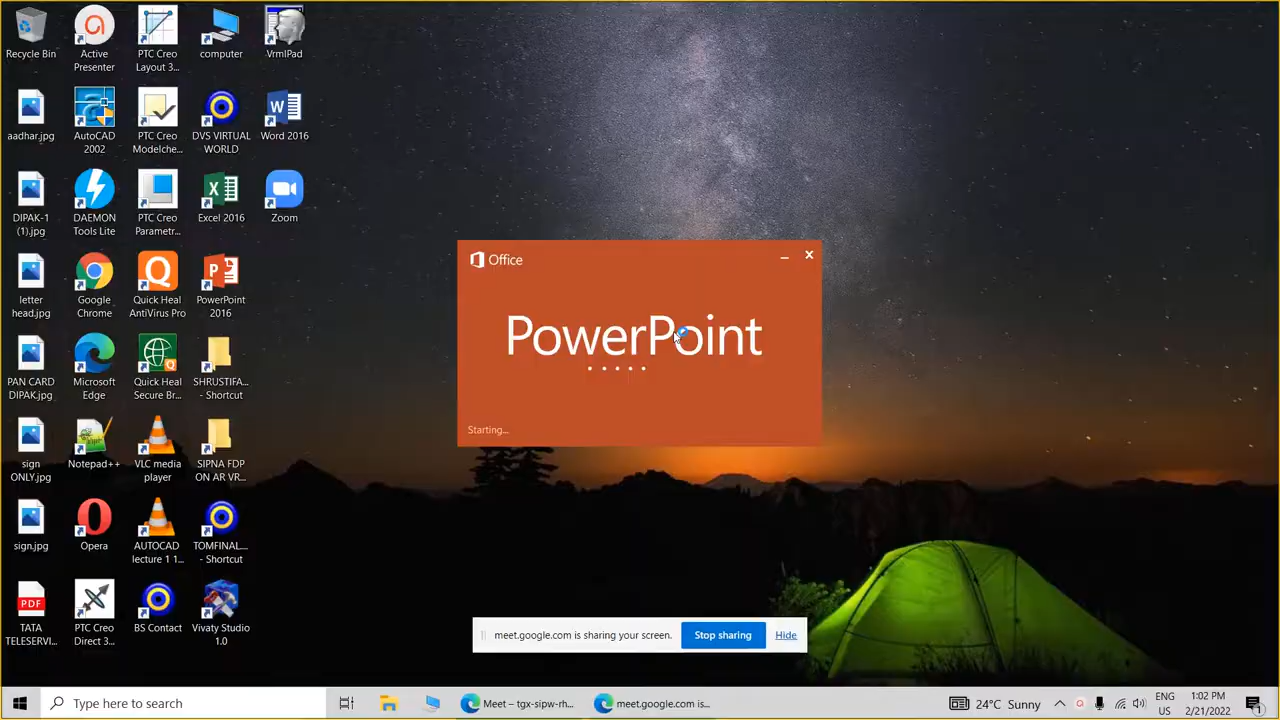 Recycle Bin
Active
Presenter
PTC Creo
Layout 3...
computer
VrmlPad
aadhar.jpg
AutoCAD
2002
PTC Creo
Modelche...
DVS VIRTUAL
WORLD
Word 2016
DIPAK-1
(1).jpg
DAEMON
Tools Lite
PTC Creo
Parametr...
Excel 2016
Zoom
letter
head.jpg
Google
Chrome
Quick Heal
AntiVirus Pro
PowerPoint
2016
PAN CARD
DIPAK.jpg
Microsoft
Edge
Quick Heal
Secure Br...
SHRUSTIFA...
- Shortcut
sign
ONLY.jpg
Notepad++
VLC media
player
SIPNA FDP
ON AR VR...
sign.jpg
Opera
AUTOCAD
lecture 1 1...
TOMFINAL...
- Shortcut
PDF
TATA
TELESERVI...
PTC Creo
Direct 3...
BS Contact
Vivaty Studio
1.0
Office
PowerPoint
Starting...
meet.google.com is sharing your screen.
Stop sharing
Hide
Type here to search
Meet – tgx-sipw-rh...
meet.google.com is...
24°C Sunny
ENG
US
1:02 PM
2/21/2022
1